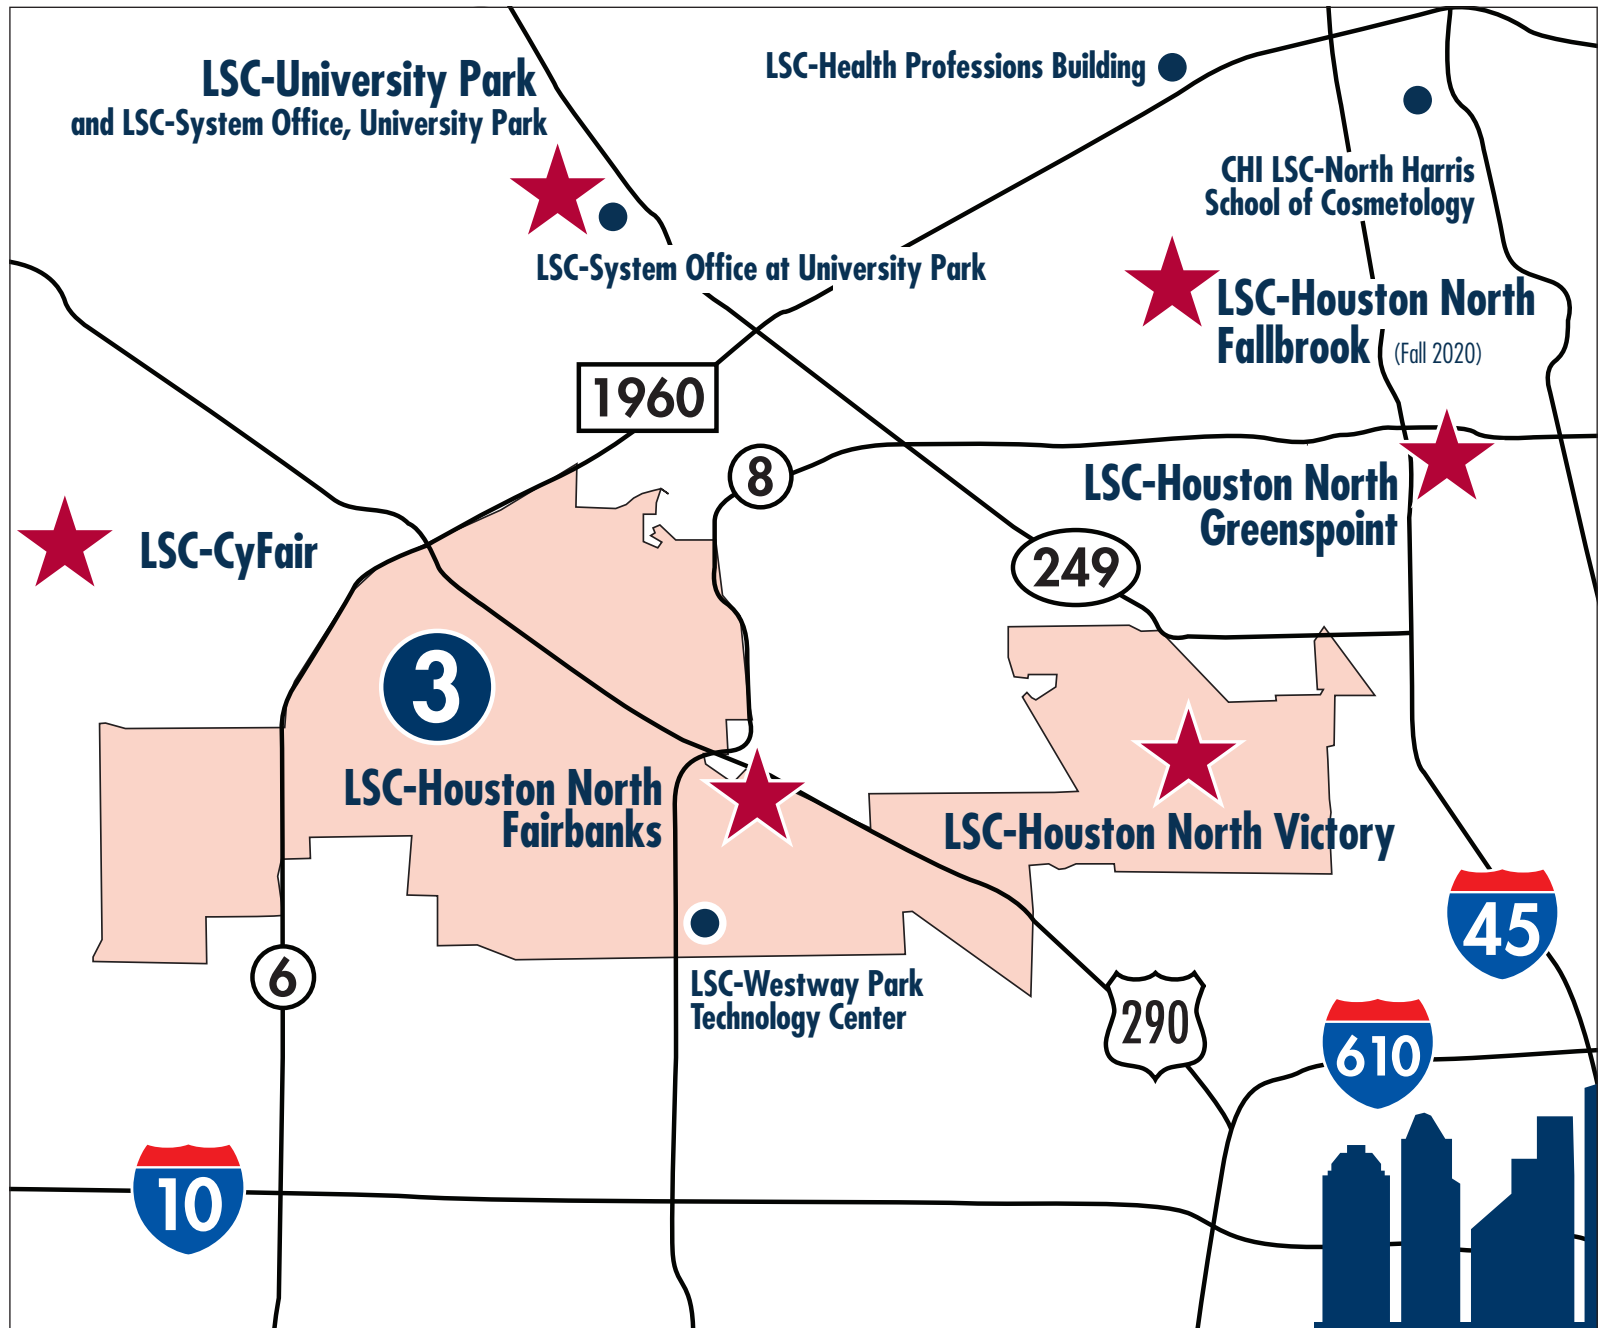 LSC-University Park
and LSC-System Office, University Park
LSC-Health Professions Building
CHI LSC-North Harris
School of Cosmetology
LSC-System Office at University Park
LSC-Houston North
Fallbrook (Fall 2020)
1960
8
LSC-Houston North
Greenspoint
LSC-CyFair
249
3
LSC-Houston North
Fairbanks
LSC-Houston North Victory
45
6
LSC-Westway Park
Technology Center
290
610
10